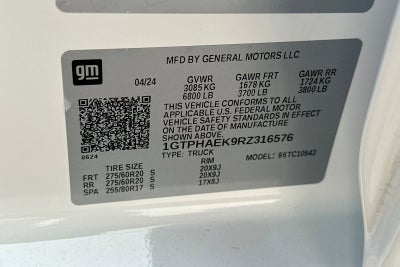 gm
MFD BY GENERAL MOTORS LLC
04/24 GVWR GAWR FRT GAWR RR
3085 KG 1678 KG 1724 KG
6800 LB 3700 LB 3800 LB
THIS VEHICLE CONFORMS TO ALL
APPLICABLE U.S. FEDERAL MOTOR
VEHICLE SAFETY STANDARDS IN EFFECT
ON THE DATE OF MANUFACTURE
SHOWN ABOVE.
1GTPHAEK9RZ316576
8624 TYPE: TRUCK MODEL: 95TC10543
TIRE SIZE RIM
FRT 275/60R20 S 20X9J
RR 275/60R20 S 20X9J
SPA 255/80R17 S 17X8J